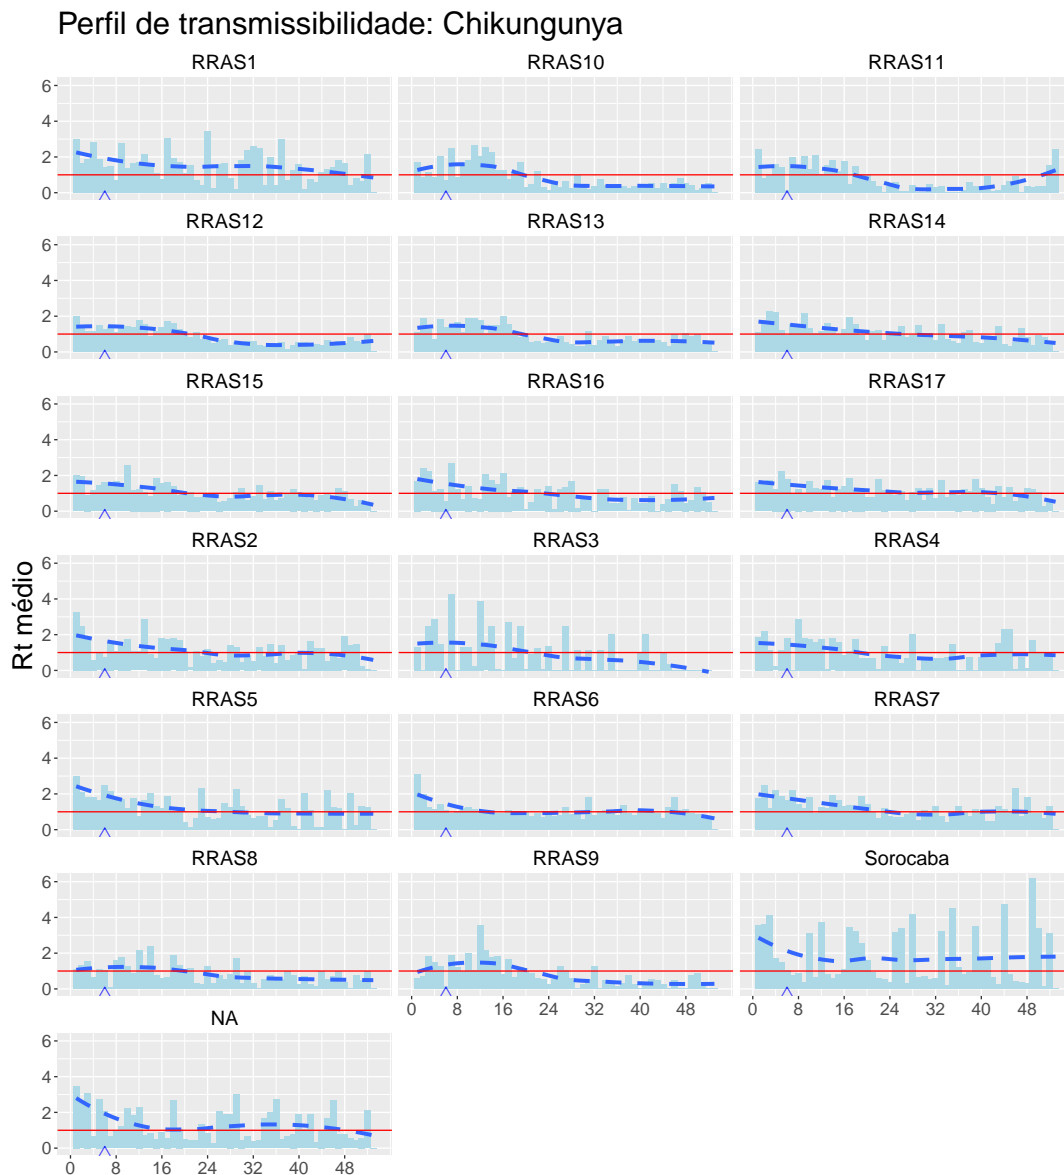 Perfil de transmissibilidade: Chikungunya
RRAS1 RRAS10 RRAS11
6
4
2
0
RRAS12 RRAS13 RRAS14
6
4
2
0
RRAS15 RRAS16 RRAS17
6
4
2
0
RRAS2 RRAS3 RRAS4
6
4
2
0
Rt médio
RRAS5 RRAS6 RRAS7
6
4
2
0
RRAS8 RRAS9 Sorocaba
6
4
2
0
0 8 16 24 32 40 48 0 8 16 24 32 40 48
NA
6
4
2
0
0 8 16 24 32 40 48